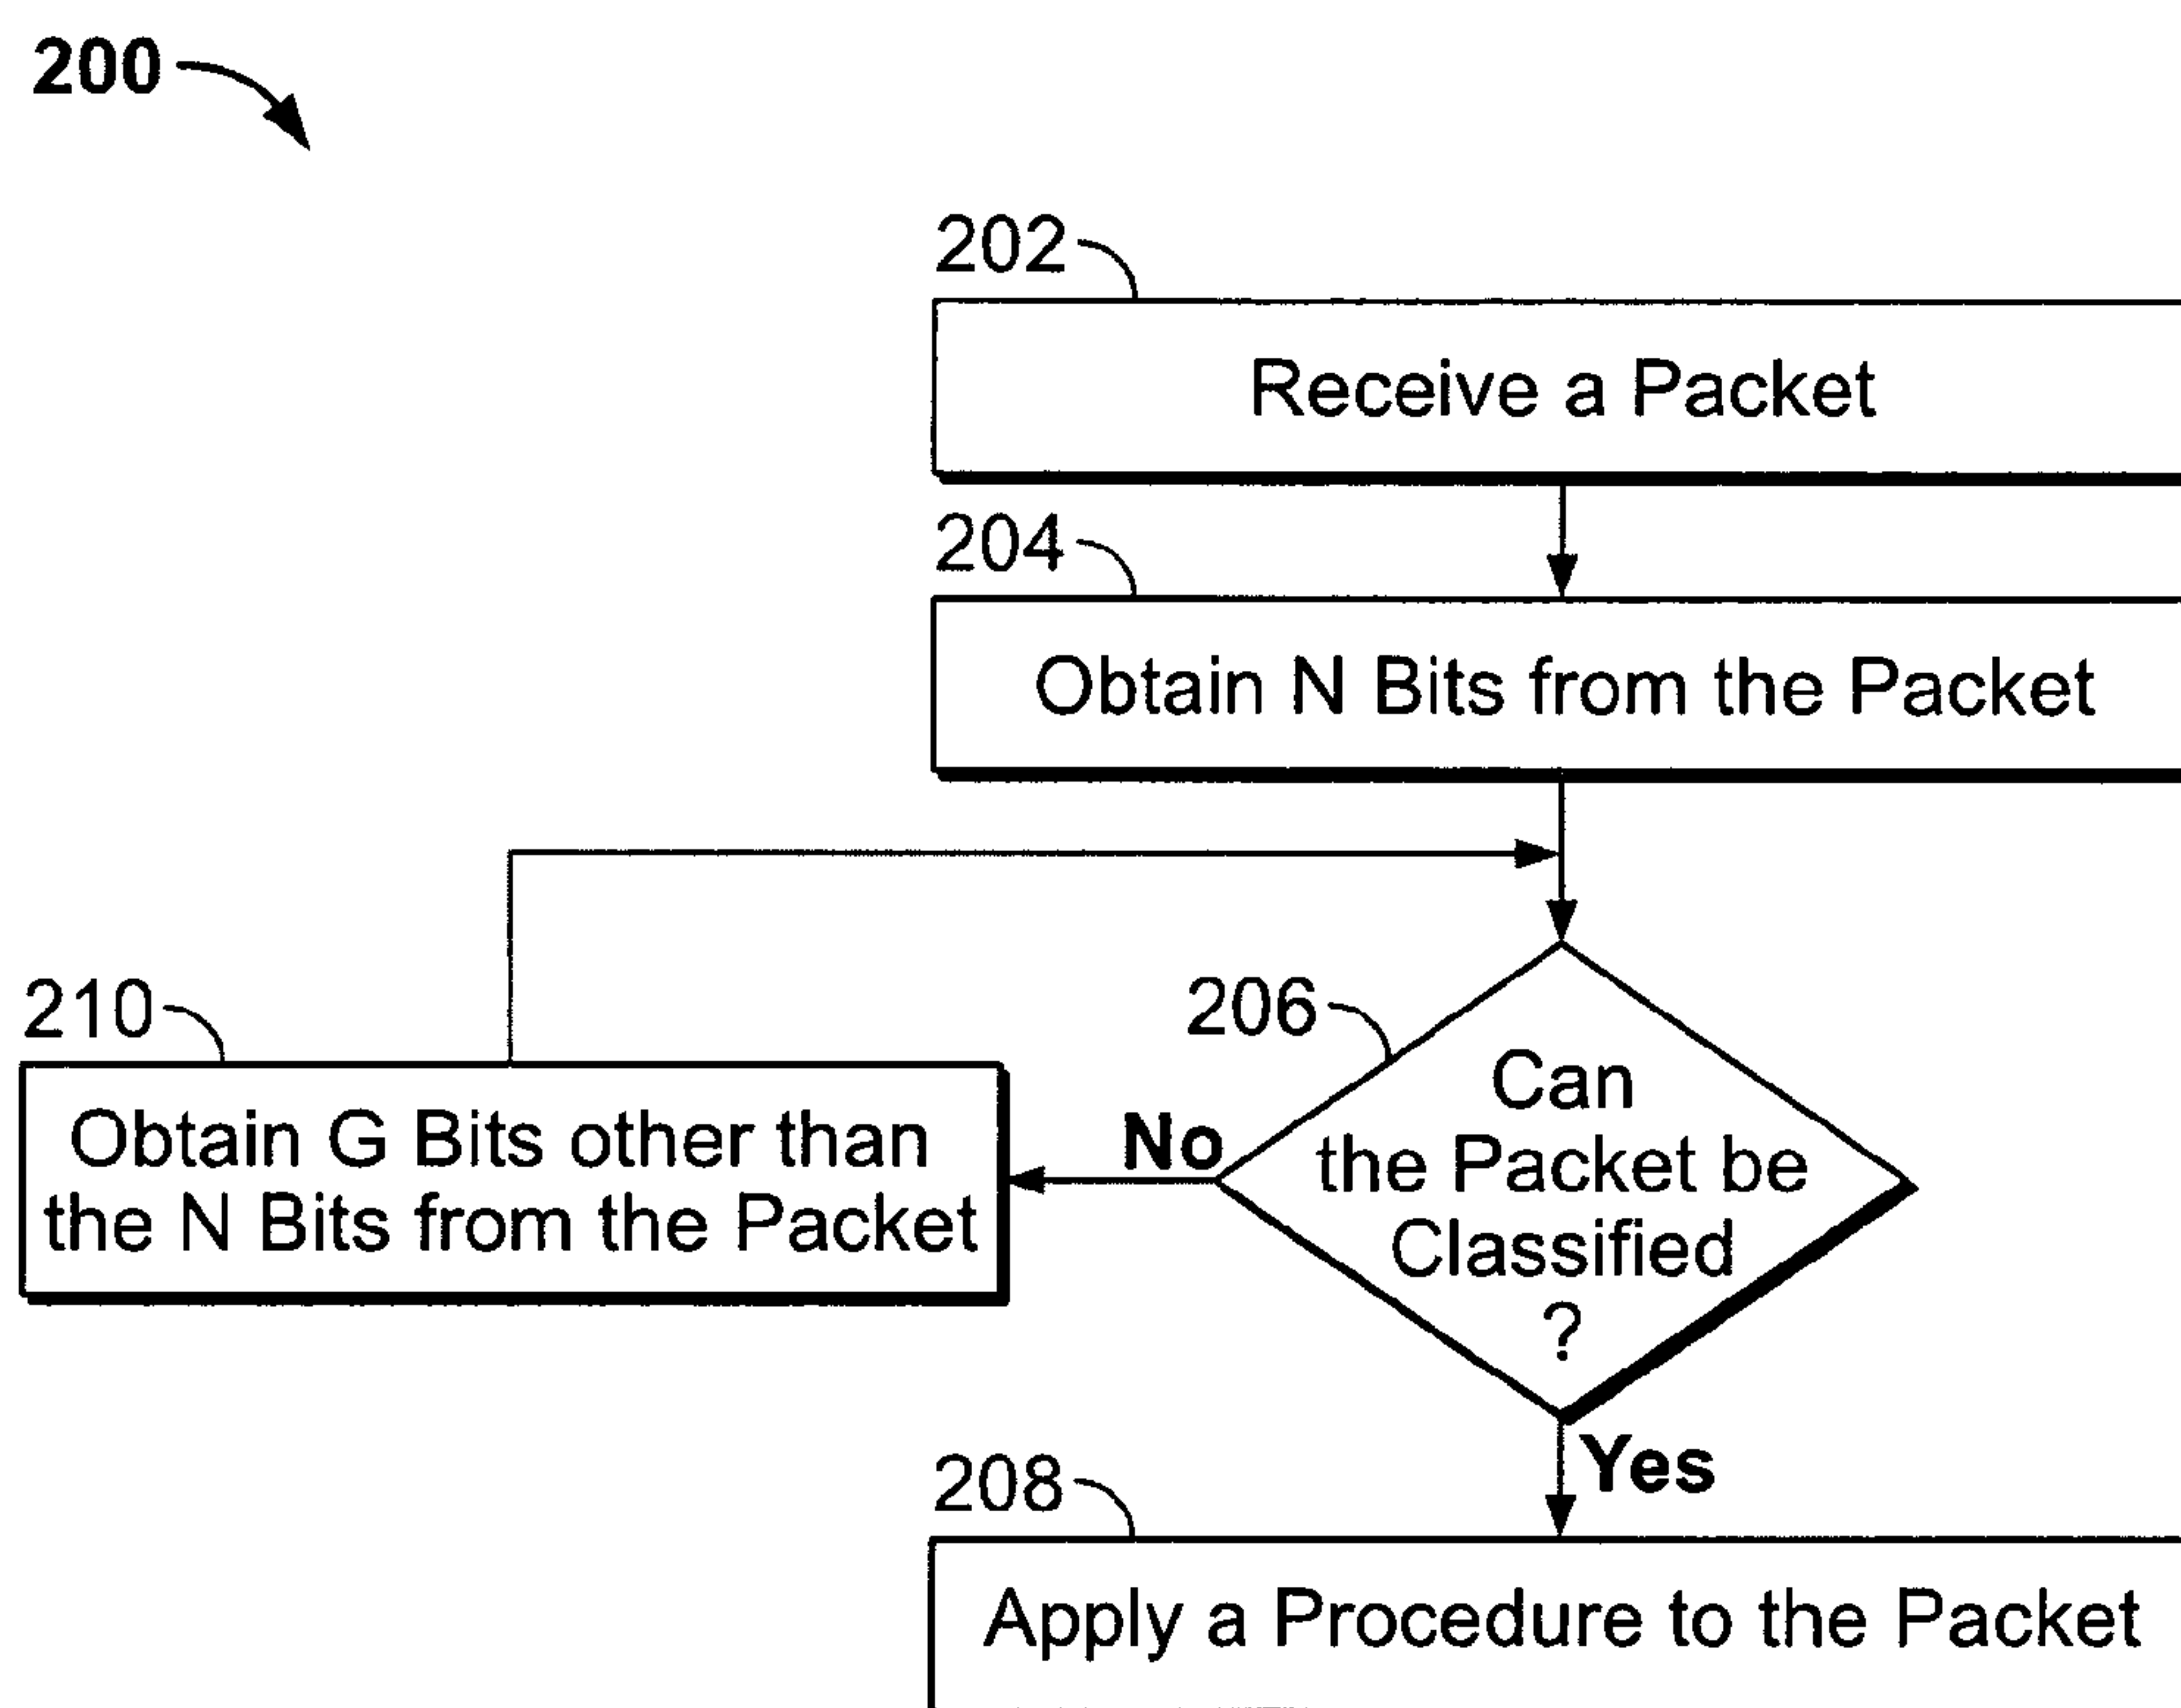 200
202
Receive a Packet
204
Obtain N Bits from the Packet
210
Obtain G Bits other than
the N Bits from the Packet
No
206
Can
the Packet be
Classified
?
Yes
208
Apply a Procedure to the Packet